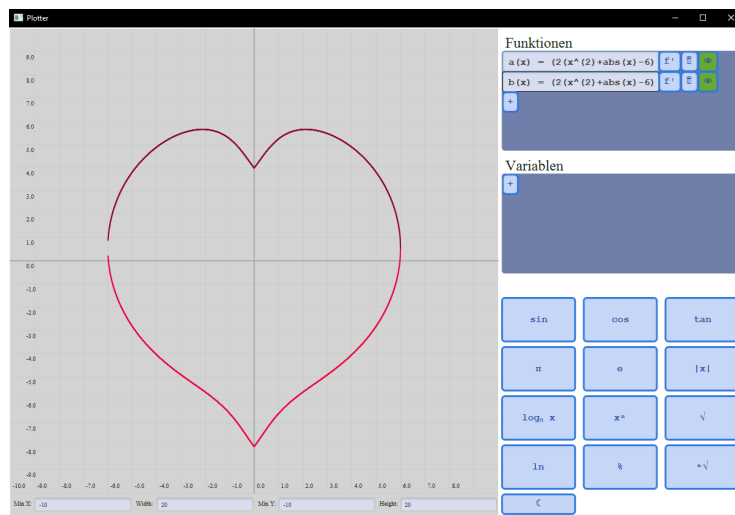 Plotter
Funktionen
a(x) = (2(x^(2)+abs(x)-6) f'
b(x) = (2(x^(2)+abs(x)-6) f'
+
Variablen
+
9.0
8.0
7.0
6.0
5.0
4.0
3.0
2.0
1.0
0.0
-1.0
-2.0
-3.0
-4.0
-5.0
-6.0
-7.0
-8.0
-9.0
-10.0 -9.0 -8.0 -7.0 -6.0 -5.0 -4.0 -3.0 -2.0 -1.0 0.0 1.0 2.0 3.0 4.0 5.0 6.0 7.0 8.0
Min X: -10 Width: 20 Min Y: -10 Height: 20
sin cos tan
π e |x|
logₙ x xⁿ √
ln % ⁿ√
☾